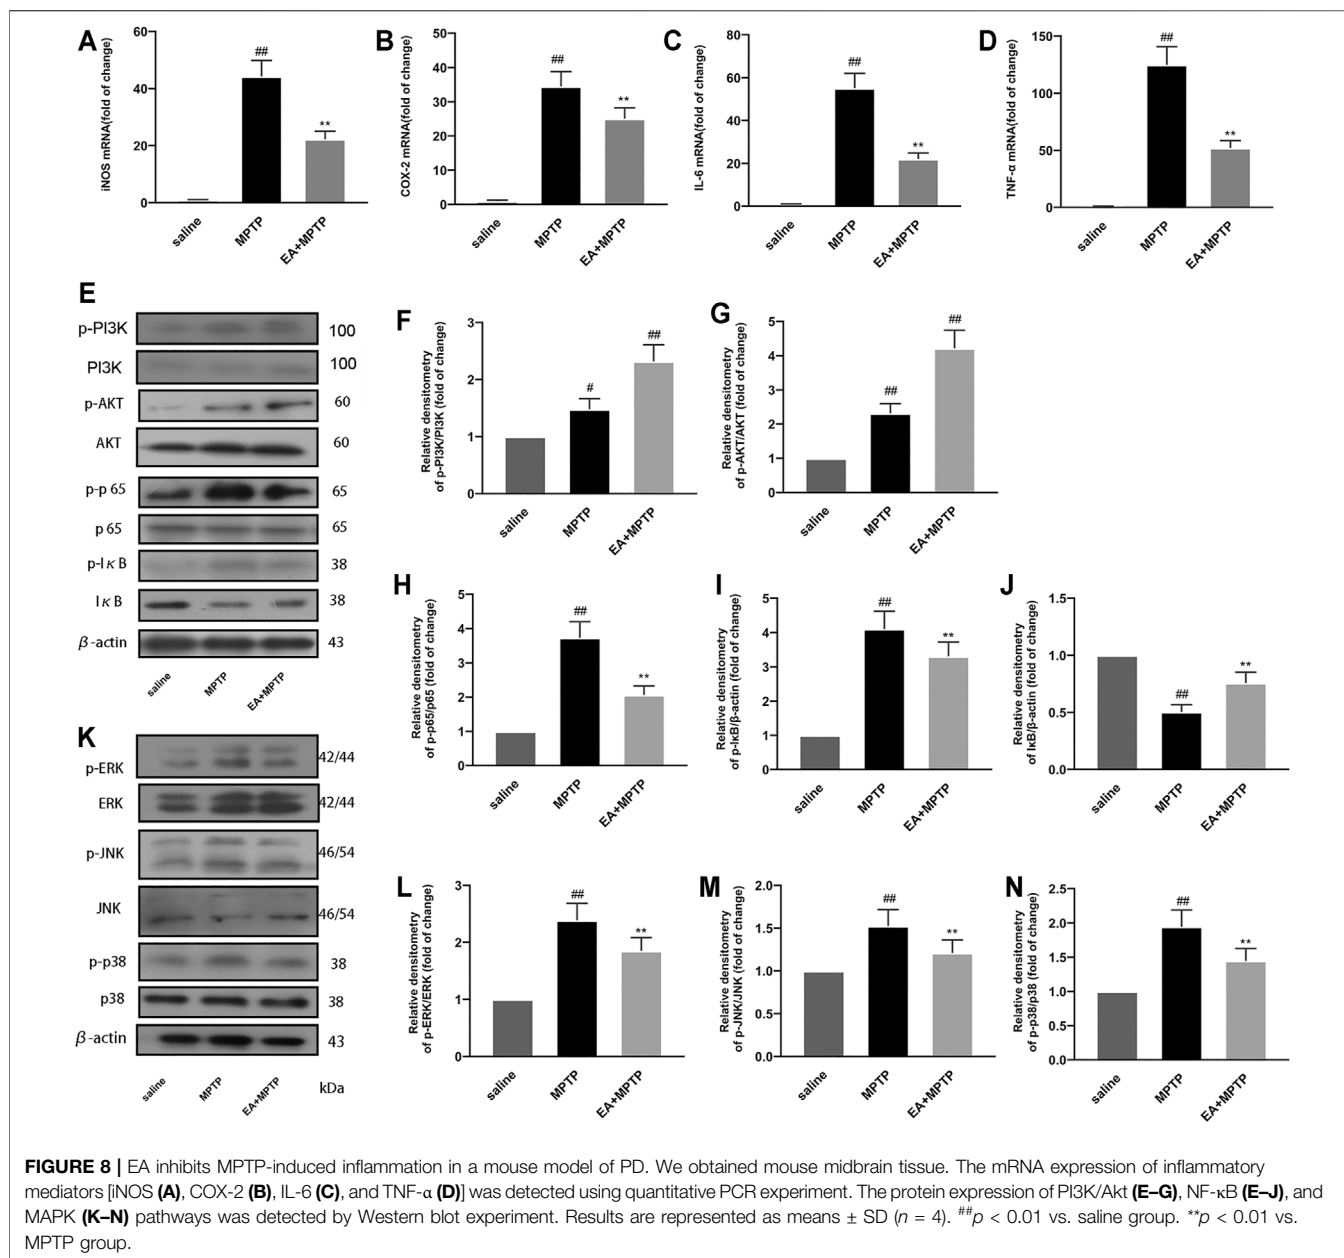 A
iNOS mRNA(fold of change)
60
40
20
0
##
**
saline
MPTP
EA+MPTP
B
COX-2 mRNA(fold of change)
50
40
30
20
10
0
##
**
saline
MPTP
EA+MPTP
C
IL-6 mRNA(fold of change)
80
60
40
20
0
##
**
saline
MPTP
EA+MPTP
D
TNF-α mRNA(fold of change)
150
100
50
0
##
**
saline
MPTP
EA+MPTP
E
p-PI3K 100
PI3K 100
p-AKT 60
AKT 60
p-p 65 65
p 65 65
p-IκB 38
IκB 38
β-actin 43
saline
MPTP
EA+MPTP
F
Relative densitometry
of p-PI3K/PI3K (fold of change)
3
2
1
0
#
##
saline
MPTP
EA+MPTP
G
Relative densitometry
of p-AKT/AKT (fold of change)
5
4
3
2
1
0
##
##
saline
MPTP
EA+MPTP
H
Relative densitometry
of p-p65/p65 (fold of change)
5
4
3
2
1
0
##
**
saline
MPTP
EA+MPTP
I
Relative densitometry
of p-IκB/β-actin (fold of change)
5
4
3
2
1
0
##
**
saline
MPTP
EA+MPTP
J
Relative densitometry
of IκB/β-actin (fold of change)
1.5
1.0
0.5
0.0
##
**
saline
MPTP
EA+MPTP
K
p-ERK 42/44
ERK 42/44
p-JNK 46/54
JNK 46/54
p-p38 38
p38 38
β-actin 43
saline
MPTP
EA+MPTP
kDa
L
Relative densitometry
of p-ERK/ERK (fold of change)
3
2
1
0
##
**
saline
MPTP
EA+MPTP
M
Relative densitometry
of p-JNK/JNK (fold of change)
2.0
1.5
1.0
0.5
0.0
##
**
saline
MPTP
EA+MPTP
N
Relative densitometry
of p-p38/p38 (fold of change)
2.5
2.0
1.5
1.0
0.5
0.0
##
**
saline
MPTP
EA+MPTP
FIGURE 8 | EA inhibits MPTP-induced inflammation in a mouse model of PD. We obtained mouse midbrain tissue. The mRNA expression of inflammatory
mediators [iNOS (A), COX-2 (B), IL-6 (C), and TNF-α (D)] was detected using quantitative PCR experiment. The protein expression of PI3K/Akt (E–G), NF-κB (E–J), and
MAPK (K–N) pathways was detected by Western blot experiment. Results are represented as means ± SD (n = 4). ##p < 0.01 vs. saline group. **p < 0.01 vs.
MPTP group.